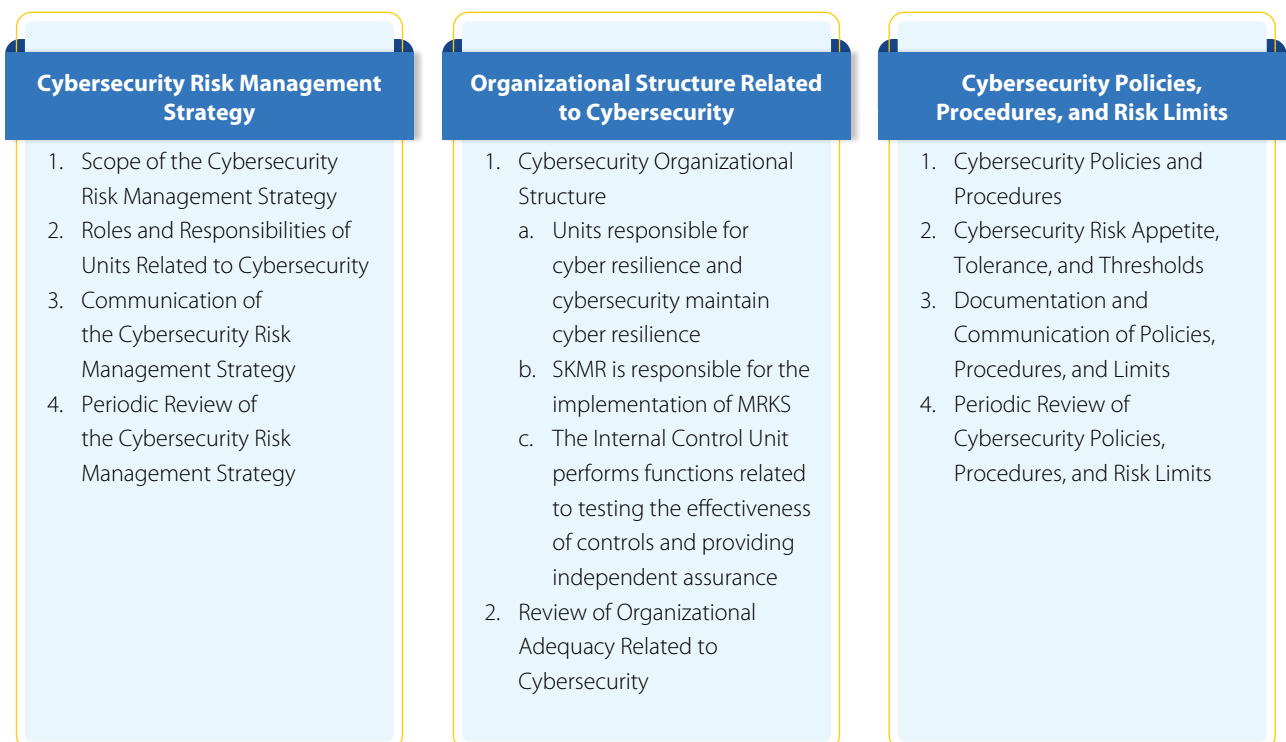 Cybersecurity Risk Management
Strategy
1. Scope of the Cybersecurity
Risk Management Strategy
2. Roles and Responsibilities of
Units Related to Cybersecurity
3. Communication of
the Cybersecurity Risk
Management Strategy
4. Periodic Review of
the Cybersecurity Risk
Management Strategy
Organizational Structure Related
to Cybersecurity
1. Cybersecurity Organizational
Structure
a. Units responsible for
cyber resilience and
cybersecurity maintain
cyber resilience
b. SKMR is responsible for the
implementation of MRKS
c. The Internal Control Unit
performs functions related
to testing the effectiveness
of controls and providing
independent assurance
2. Review of Organizational
Adequacy Related to
Cybersecurity
Cybersecurity Policies,
Procedures, and Risk Limits
1. Cybersecurity Policies and
Procedures
2. Cybersecurity Risk Appetite,
Tolerance, and Thresholds
3. Documentation and
Communication of Policies,
Procedures, and Limits
4. Periodic Review of
Cybersecurity Policies,
Procedures, and Risk Limits